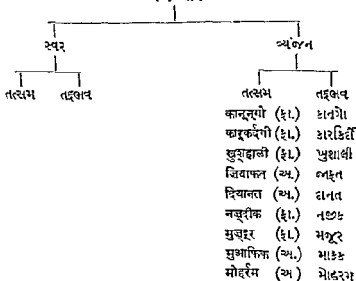 સ્વર વ્યંજન
તત્સમ તદ્ભવ તત્સમ તદ્ભવ
कानूनगो (ફા.) કાનગો
कारकर्दगी (ફા.) કારકિર્દી
खुशहाली (ફા.) ખુશાલી
जियाफत (અ.) જાફત
दियानत (અ.) દાનત
नज़दीक (ફા.) નજીક
मुज़दूर (ફા.) મજૂર
मुआफिक (અ.) માફક
मोहर्रम (અ) મોહરમ